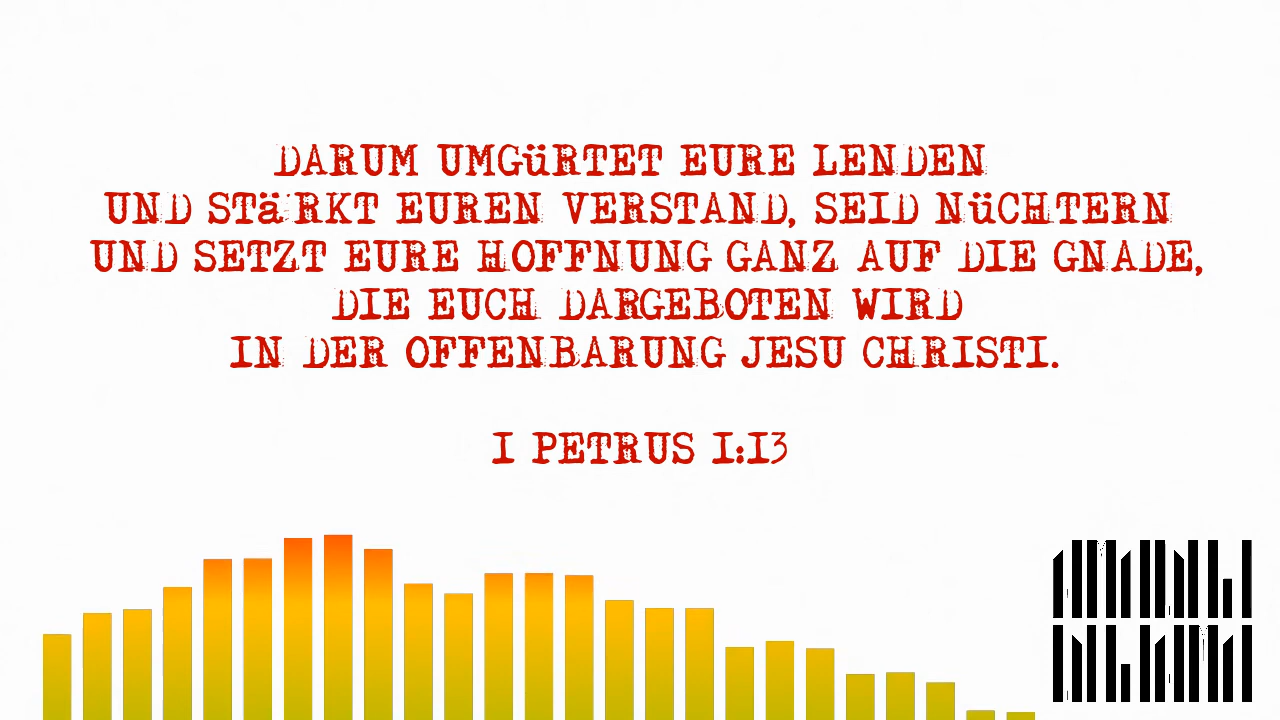 DARUM UMGüRTET EURE LENDEN
UND STäRKT EUREN VERSTAND, SEID NüCHTERN
UND SETZT EURE HOFFNUNG GANZ AUF DIE GNADE,
DIE EUCH DARGEBOTEN WIRD
IN DER OFFENBARUNG JESU CHRISTI.
1 PETRUS 1:13